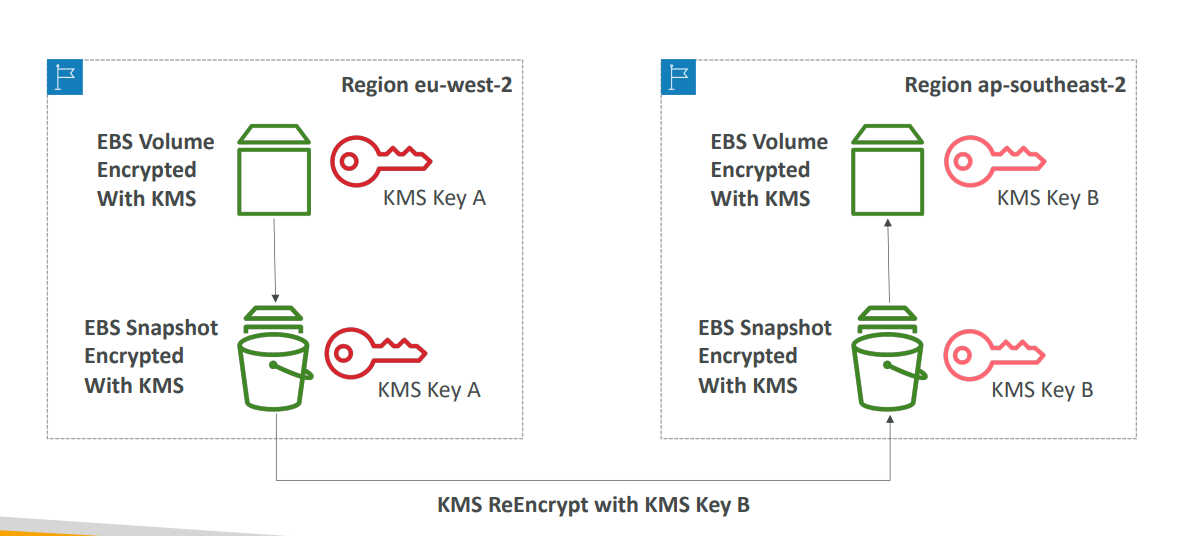 Region eu-west-2
EBS Volume
Encrypted
With KMS
KMS Key A
EBS Snapshot
Encrypted
With KMS
KMS Key A
Region ap-southeast-2
EBS Volume
Encrypted
With KMS
KMS Key B
EBS Snapshot
Encrypted
With KMS
KMS Key B
KMS ReEncrypt with KMS Key B